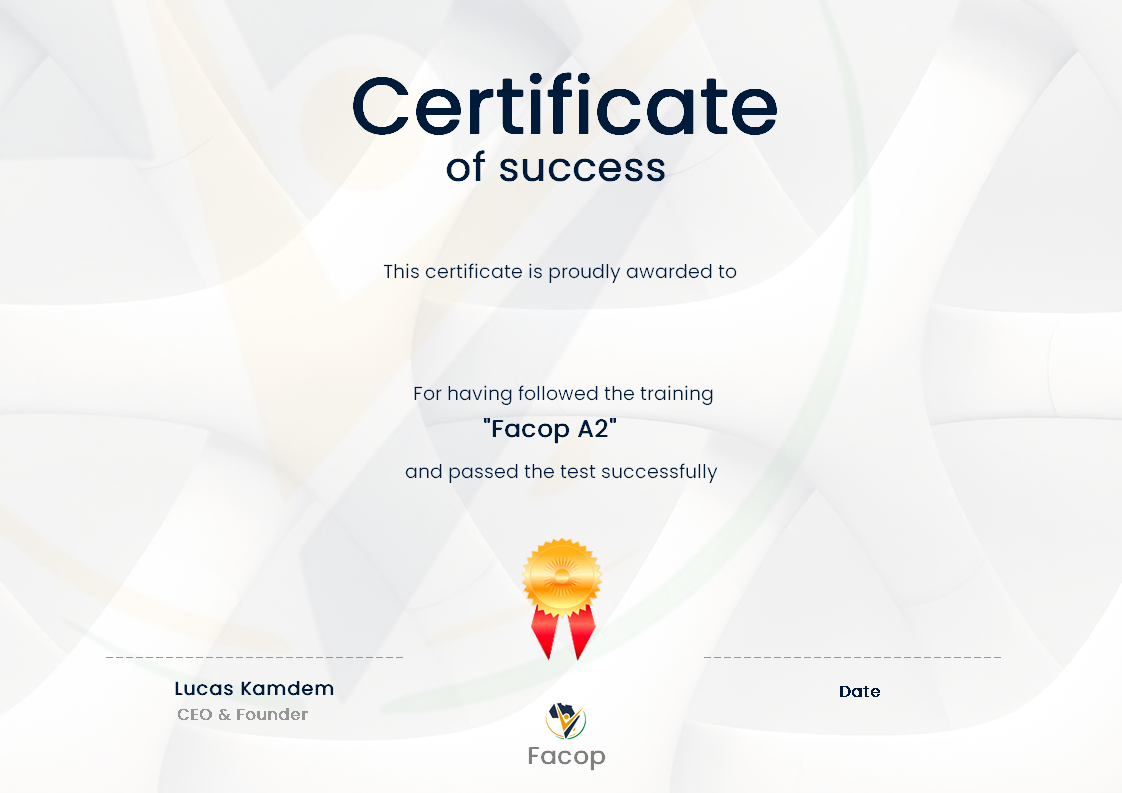 Certificate
of success
This certificate is proudly awarded to
For having followed the training
"Facop A2"
and passed the test successfully
Lucas Kamdem
CEO & Founder
Date
Facop